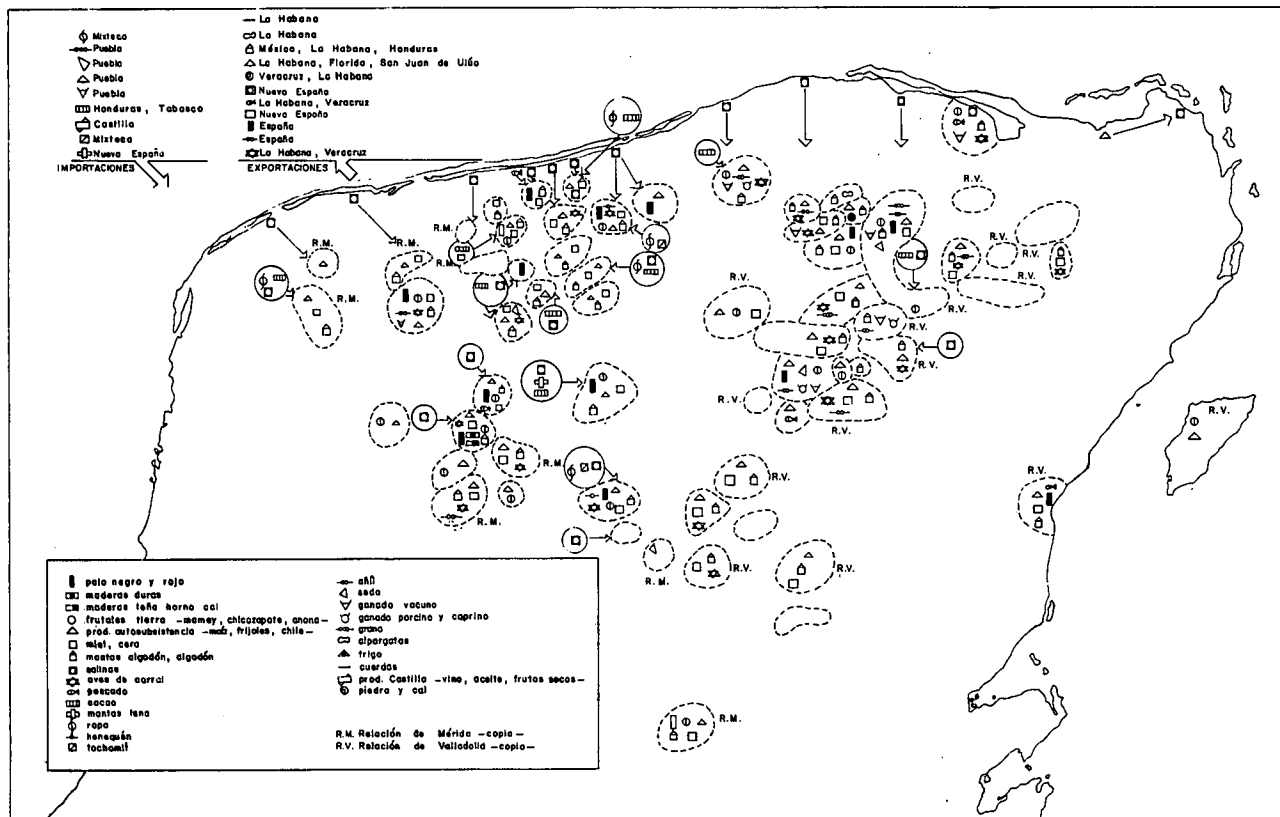 Mixteca
Puebla
Puebla
Puebla
Puebla
Honduras, Tabasco
Castilla
Mixteca
Nueva España
IMPORTACIONES
La Habana
La Habana
México, La Habana, Honduras
La Habana, Florida, San Juan de Ulúa
Veracruz, La Habana
Nueva España
La Habana, Veracruz
Nueva España
España
España
La Habana, Veracruz
EXPORTACIONES
R.M.
R.M.
R.M.
R.M.
R.M.
R.V.
R.V.
R.V.
R.V.
R.V.
R.V.
R.V.
R.V.
R.V.
R.V.
R.M.
R.V.
R.V.
R.M.
R.M.
R.V.
R.V.
R.M.
palo negro y rojo
maderas duras
maderas leña horno cal
frutales tierra -mamey, chicozapote, anona-
prod. autosubsistencia -maíz, frijoles, chile-
miel, cera
mantas algodón, algodón
salinas
aves de corral
pescado
cacao
mantas lana
ropa
henequén
tochomit
añil
seda
ganado vacuno
ganado porcino y caprino
grana
alpargatas
trigo
cuerdas
prod. Castilla -vino, aceite, frutos secos-
piedra y cal
R.M. Relación de Mérida -copia-
R.V. Relación de Valladolid -copia-